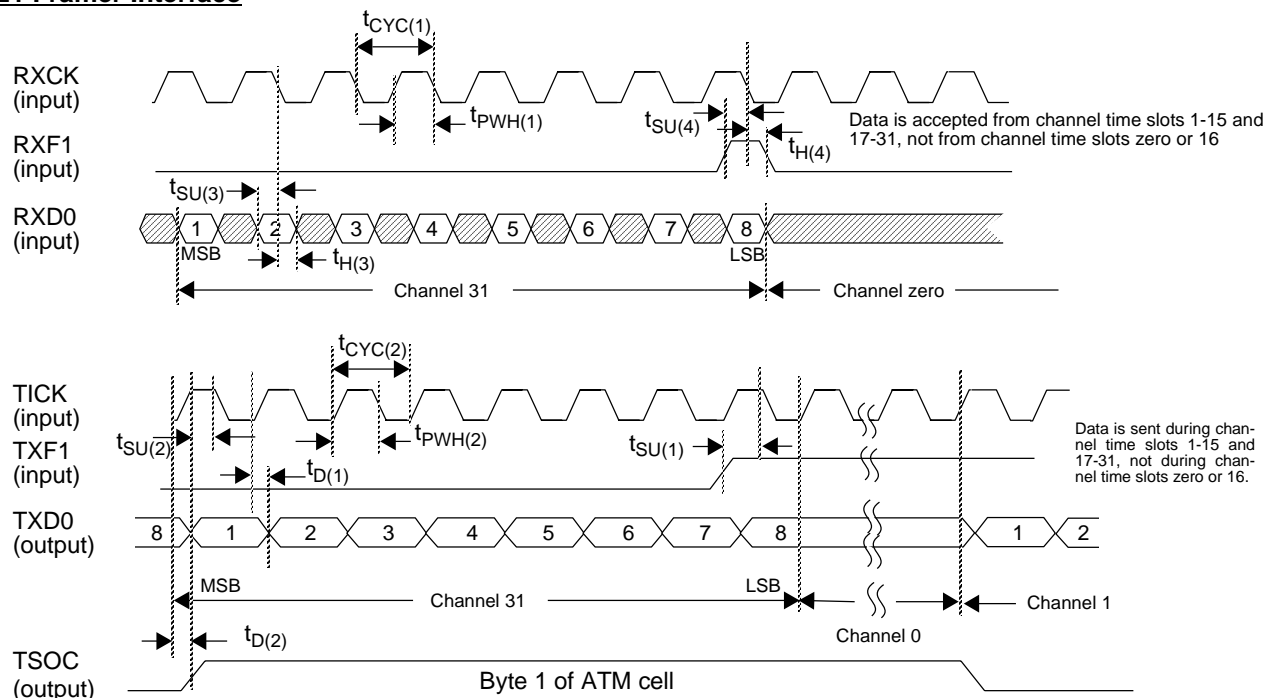 E1 Framer Interface
tCYC(1)
RXCK
(input)
tPWH(1)
tSU(4)
Data is accepted from channel time slots 1-15 and
17-31, not from channel time slots zero or 16
RXF1
(input)
tH(4)
tSU(3)
RXD0
(input)
1 2 3 4 5 6 7 8
MSB
LSB
tH(3)
Channel 31
Channel zero
tCYC(2)
TICK
(input)
tSU(2)
tPWH(2)
tSU(1)
Data is sent during chan-
nel time slots 1-15 and
17-31, not during chan-
nel time slots zero or 16.
TXF1
(input)
tD(1)
TXD0
(output)
8 1 2 3 4 5 6 7 8 1 2
MSB
LSB
Channel 31
Channel 1
Channel 0
tD(2)
TSOC
(output)
Byte 1 of ATM cell